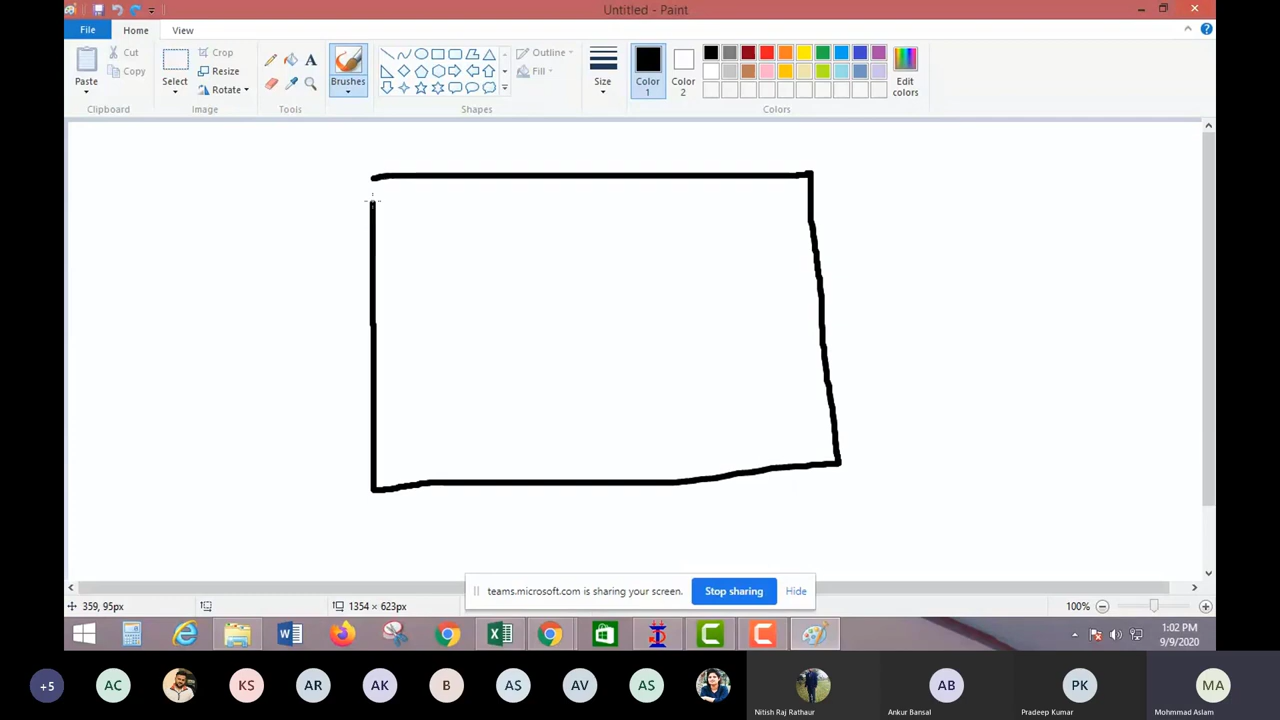 Untitled - Paint
File Home View
Paste
Cut
Copy
Clipboard
Select
Crop
Resize
Rotate
Image
A
Tools
Brushes
Shapes
Outline
Fill
Size
Color 1
Color 2
Edit colors
Colors
teams.microsoft.com is sharing your screen. Stop sharing Hide
359, 95px
1354 × 623px
100%
1:02 PM
9/9/2020
+5 AC KS AR AK B AS AV AS AB PK MA
Nitish Raj Rathaur Ankur Bansal Pradeep Kumar Mohmmad Aslam